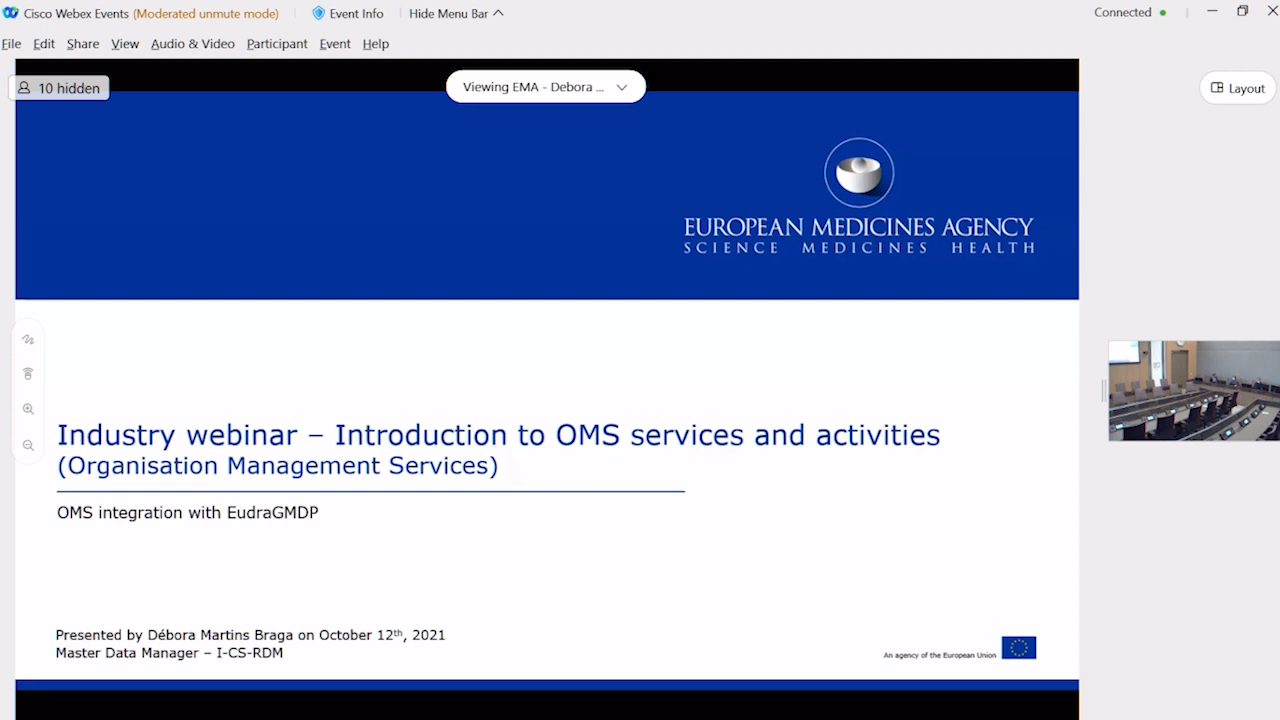 Cisco Webex Events (Moderated unmute mode)
Event Info
Hide Menu Bar
Connected
File Edit Share View Audio & Video Participant Event Help
10 hidden
Viewing EMA - Debora ...
Layout
EUROPEAN MEDICINES AGENCY
SCIENCE MEDICINES HEALTH
Industry webinar – Introduction to OMS services and activities
(Organisation Management Services)
OMS integration with EudraGMDP
Presented by Débora Martins Braga on October 12th, 2021
Master Data Manager – I-CS-RDM
An agency of the European Union